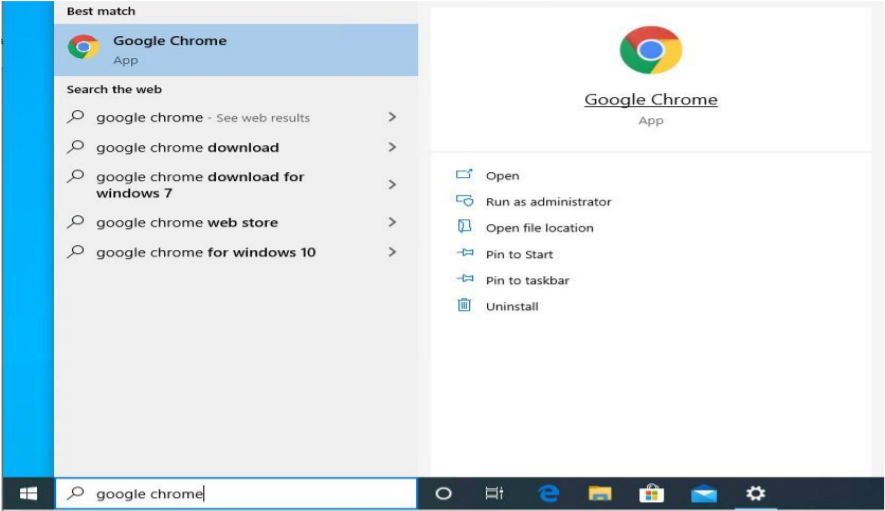 Best match
Google Chrome
App
Search the web
google chrome - See web results
google chrome download
google chrome download for
windows 7
google chrome web store
google chrome for windows 10
Google Chrome
App
Open
Run as administrator
Open file location
Pin to Start
Pin to taskbar
Uninstall
google chrome